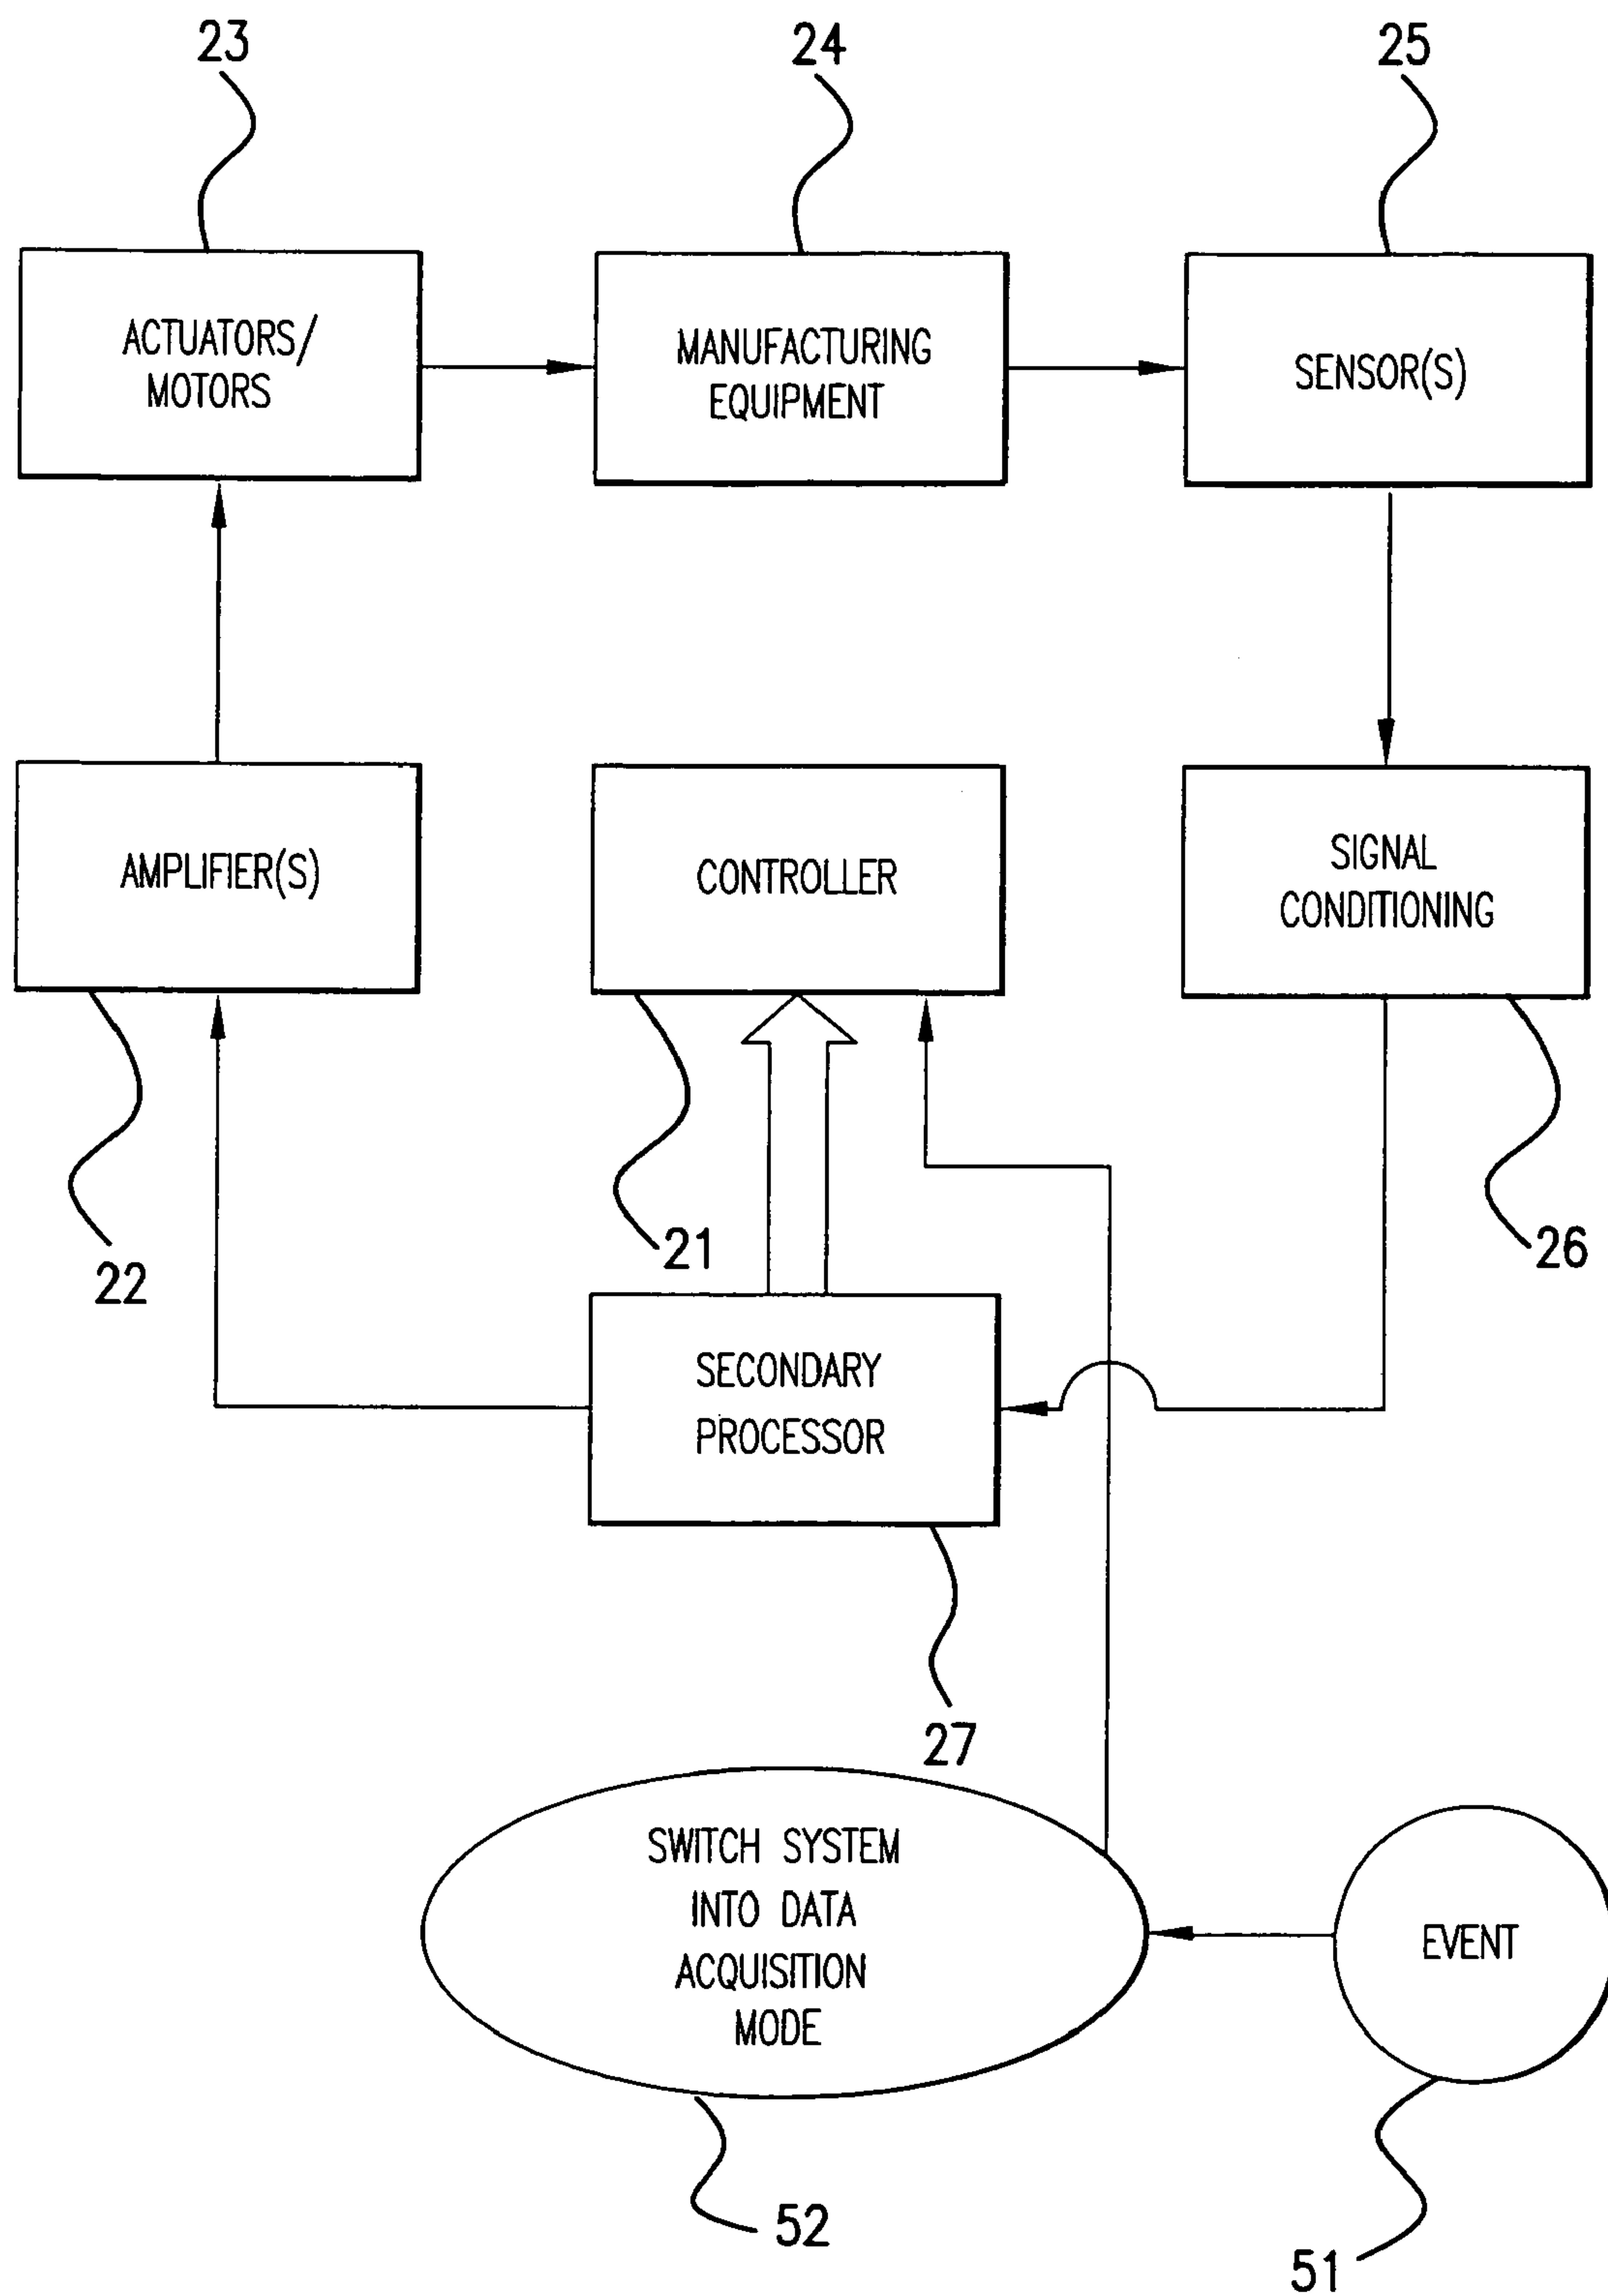 23
24
25
ACTUATORS/
MOTORS
MANUFACTURING
EQUIPMENT
SENSOR(S)
AMPLIFIER(S)
CONTROLLER
SIGNAL
CONDITIONING
22
21
26
SECONDARY
PROCESSOR
27
SWITCH SYSTEM
INTO DATA
ACQUISITION
MODE
EVENT
52
51